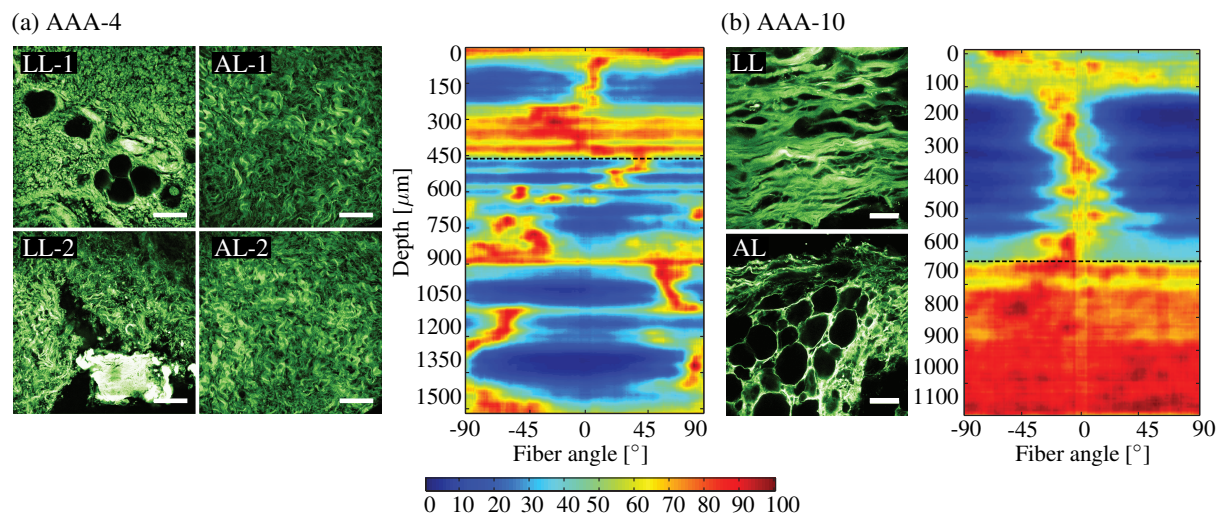 (a) AAA-4
LL-1
AL-1
LL-2
AL-2
0
150
300
450
600
750
900
1050
1200
1350
1500
Depth [μm]
-90 -45 0 45 90
Fiber angle [°]
(b) AAA-10
LL
AL
0
100
200
300
400
500
600
700
800
900
1000
1100
-90 -45 0 45 90
Fiber angle [°]
0 10 20 30 40 50 60 70 80 90 100